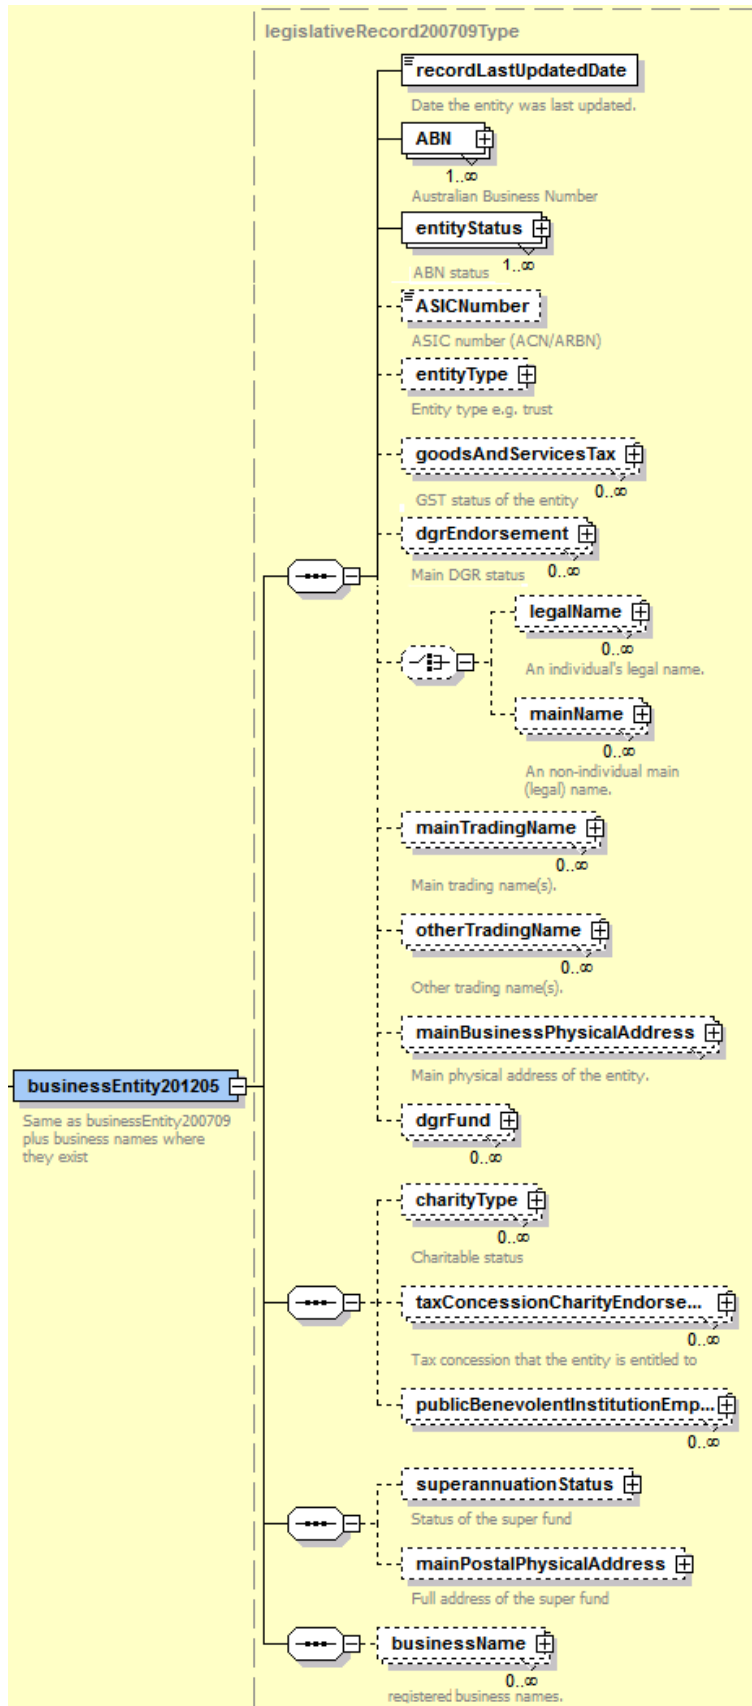 legislativeRecord200709Type
recordLastUpdatedDate
Date the entity was last updated.
ABN
1..∞
Australian Business Number
entityStatus
1..∞
ABN status
ASICNumber
ASIC number (ACN/ARBN)
entityType
Entity type e.g. trust
goodsAndServicesTax
0..∞
GST status of the entity
dgrEndorsement
0..∞
Main DGR status
legalName
0..∞
An individual's legal name.
mainName
0..∞
An non-individual main
(legal) name.
mainTradingName
0..∞
Main trading name(s).
otherTradingName
0..∞
Other trading name(s).
mainBusinessPhysicalAddress
Main physical address of the entity.
businessEntity201205
Same as businessEntity200709
plus business names where
they exist
dgrFund
0..∞
charityType
0..∞
Charitable status
taxConcessionCharityEndorse...
0..∞
Tax concession that the entity is entitled to
publicBenevolentInstitutionEmp...
0..∞
superannuationStatus
Status of the super fund
mainPostalPhysicalAddress
Full address of the super fund
businessName
0..∞
registered business names.